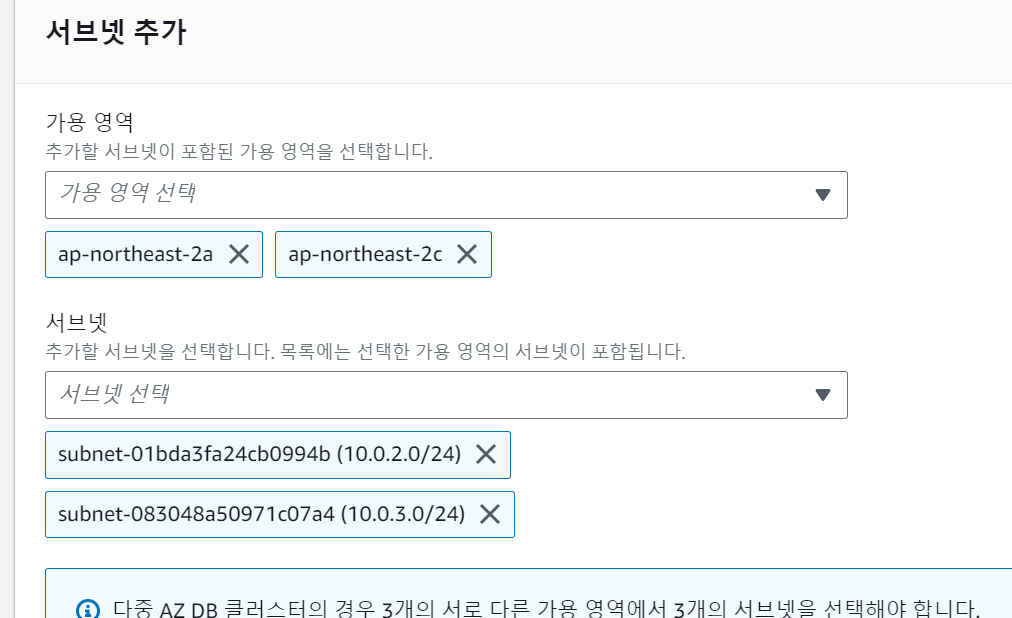 서브넷 추가
가용 영역
추가할 서브넷이 포함된 가용 영역을 선택합니다.
가용 영역 선택
ap-northeast-2a ap-northeast-2c
서브넷
추가할 서브넷을 선택합니다. 목록에는 선택한 가용 영역의 서브넷이 포함됩니다.
서브넷 선택
subnet-01bda3fa24cb0994b (10.0.2.0/24)
subnet-083048a50971c07a4 (10.0.3.0/24)
다중 AZ DB 클러스터의 경우 3개의 서로 다른 가용 영역에서 3개의 서브넷을 선택해야 합니다.